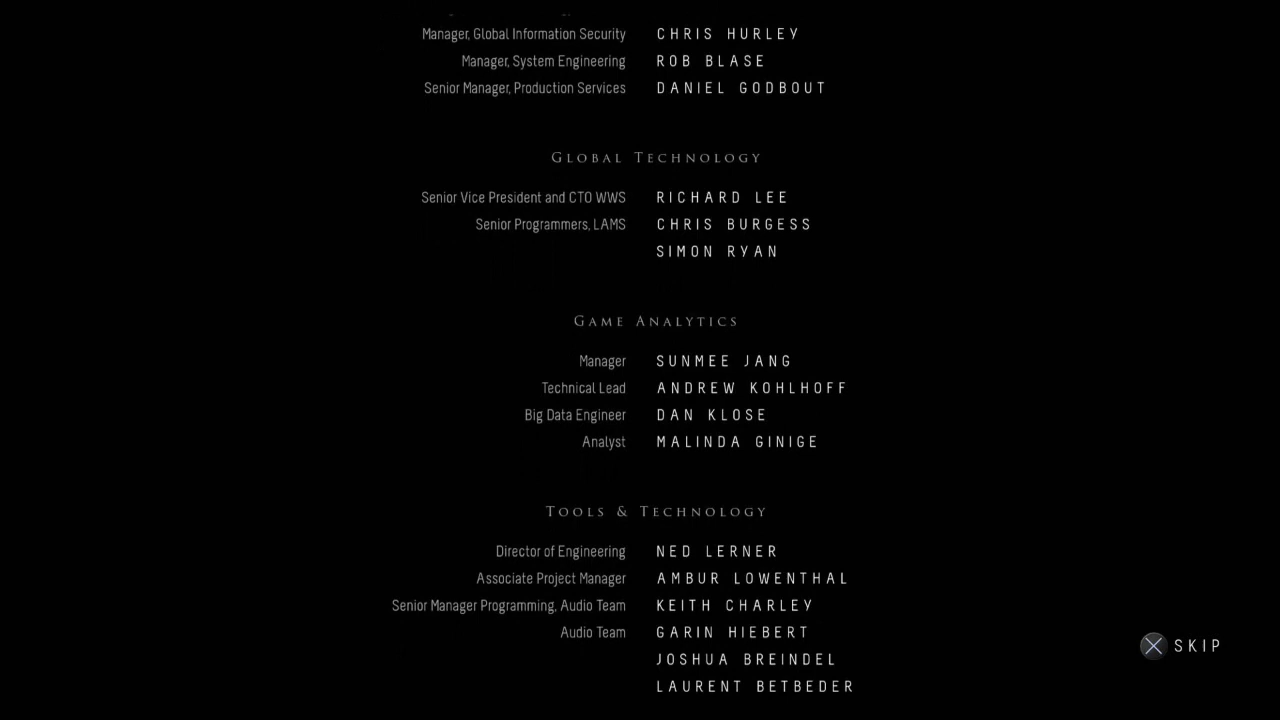 Manager, Global Information Security CHRIS HURLEY
Manager, System Engineering ROB BLASE
Senior Manager, Production Services DANIEL GODBOUT
GLOBAL TECHNOLOGY
Senior Vice President and CTO WWS RICHARD LEE
Senior Programmers, LAMS CHRIS BURGESS
SIMON RYAN
GAME ANALYTICS
Manager SUNMEE JANG
Technical Lead ANDREW KOHLHOFF
Big Data Engineer DAN KLOSE
Analyst MALINDA GINIGE
TOOLS & TECHNOLOGY
Director of Engineering NED LERNER
Associate Project Manager AMBUR LOWENTHAL
Senior Manager Programming, Audio Team KEITH CHARLEY
Audio Team GARIN HIEBERT
SKIP
JOSHUA BREINDEL
LAURENT BETBEDER